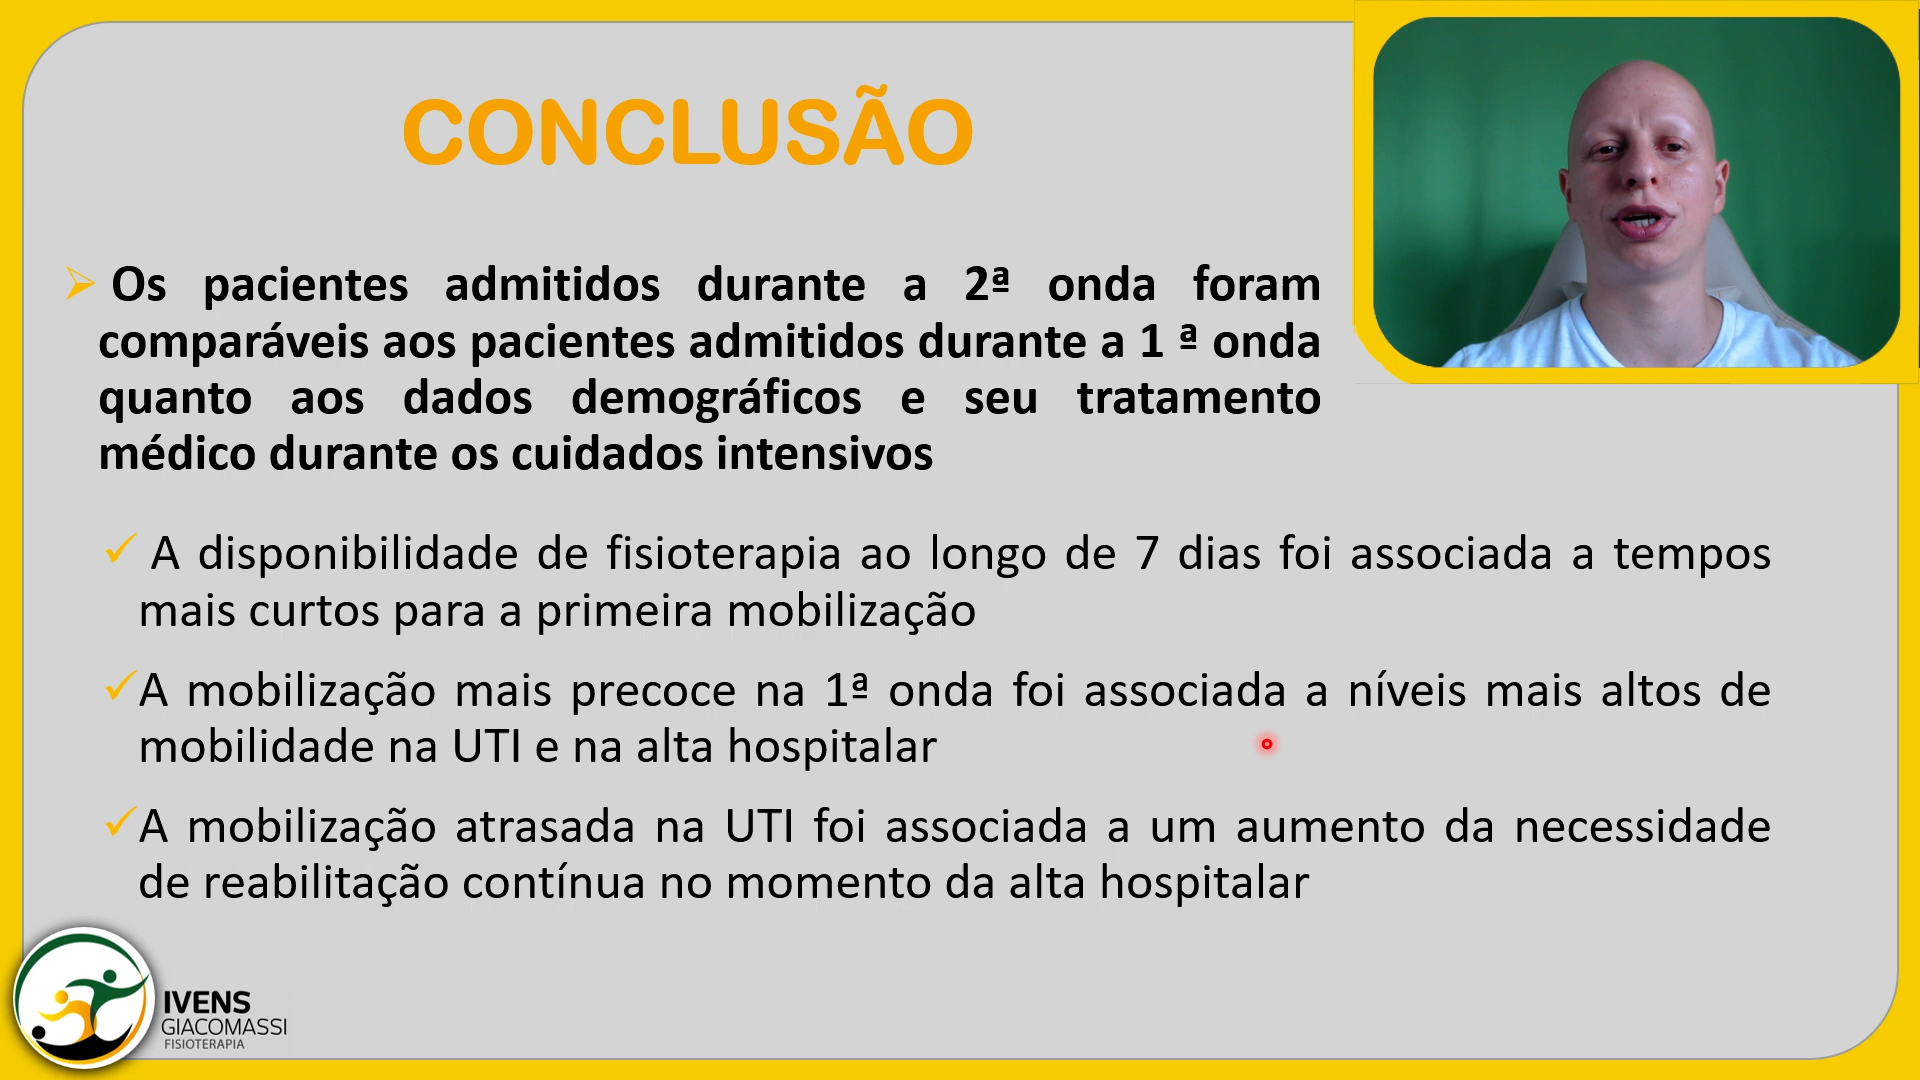 CONCLUSÃO
Os pacientes admitidos durante a 2ª onda foram
comparáveis aos pacientes admitidos durante a 1 ª onda
quanto aos dados demográficos e seu tratamento
médico durante os cuidados intensivos
A disponibilidade de fisioterapia ao longo de 7 dias foi associada a tempos
mais curtos para a primeira mobilização
A mobilização mais precoce na 1ª onda foi associada a níveis mais altos de
mobilidade na UTI e na alta hospitalar
A mobilização atrasada na UTI foi associada a um aumento da necessidade
de reabilitação contínua no momento da alta hospitalar
IVENS
GIACOMASSI
FISIOTERAPIA